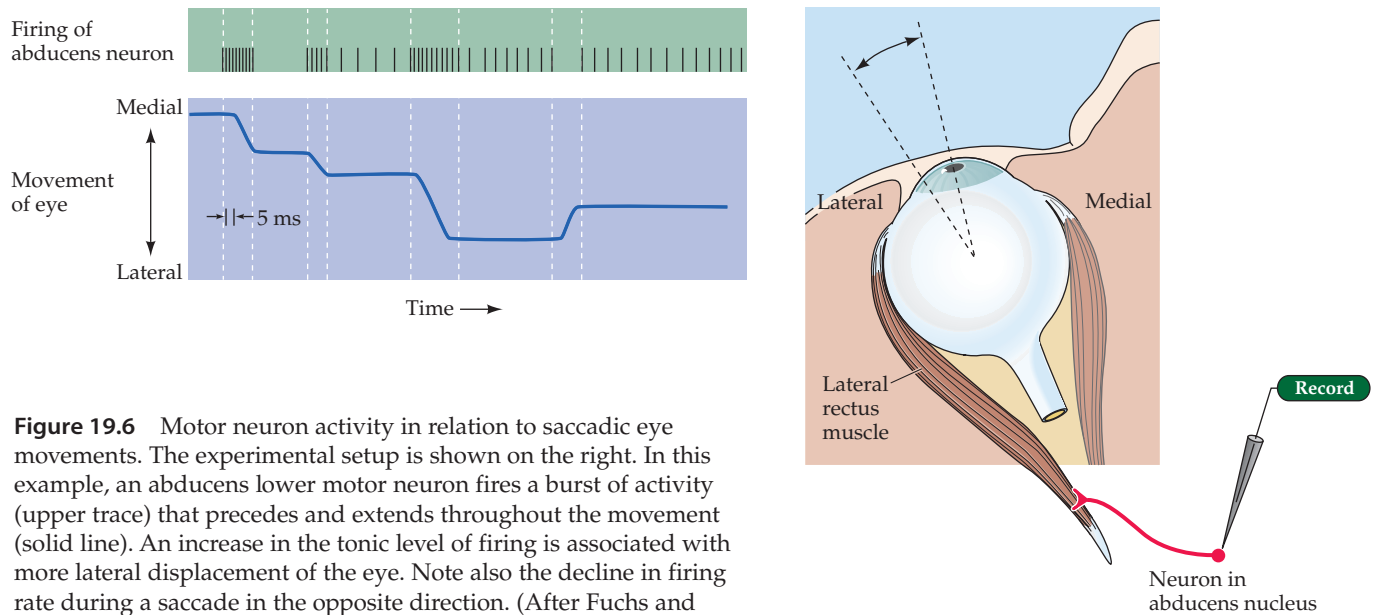 Firing of
abducens neuron
Medial
Movement
of eye
5 ms
Lateral
Time
Lateral
Medial
Lateral
rectus
muscle
Record
Neuron in
abducens nucleus
Figure 19.6 Motor neuron activity in relation to saccadic eye
movements. The experimental setup is shown on the right. In this
example, an abducens lower motor neuron fires a burst of activity
(upper trace) that precedes and extends throughout the movement
(solid line). An increase in the tonic level of firing is associated with
more lateral displacement of the eye. Note also the decline in firing
rate during a saccade in the opposite direction. (After Fuchs and